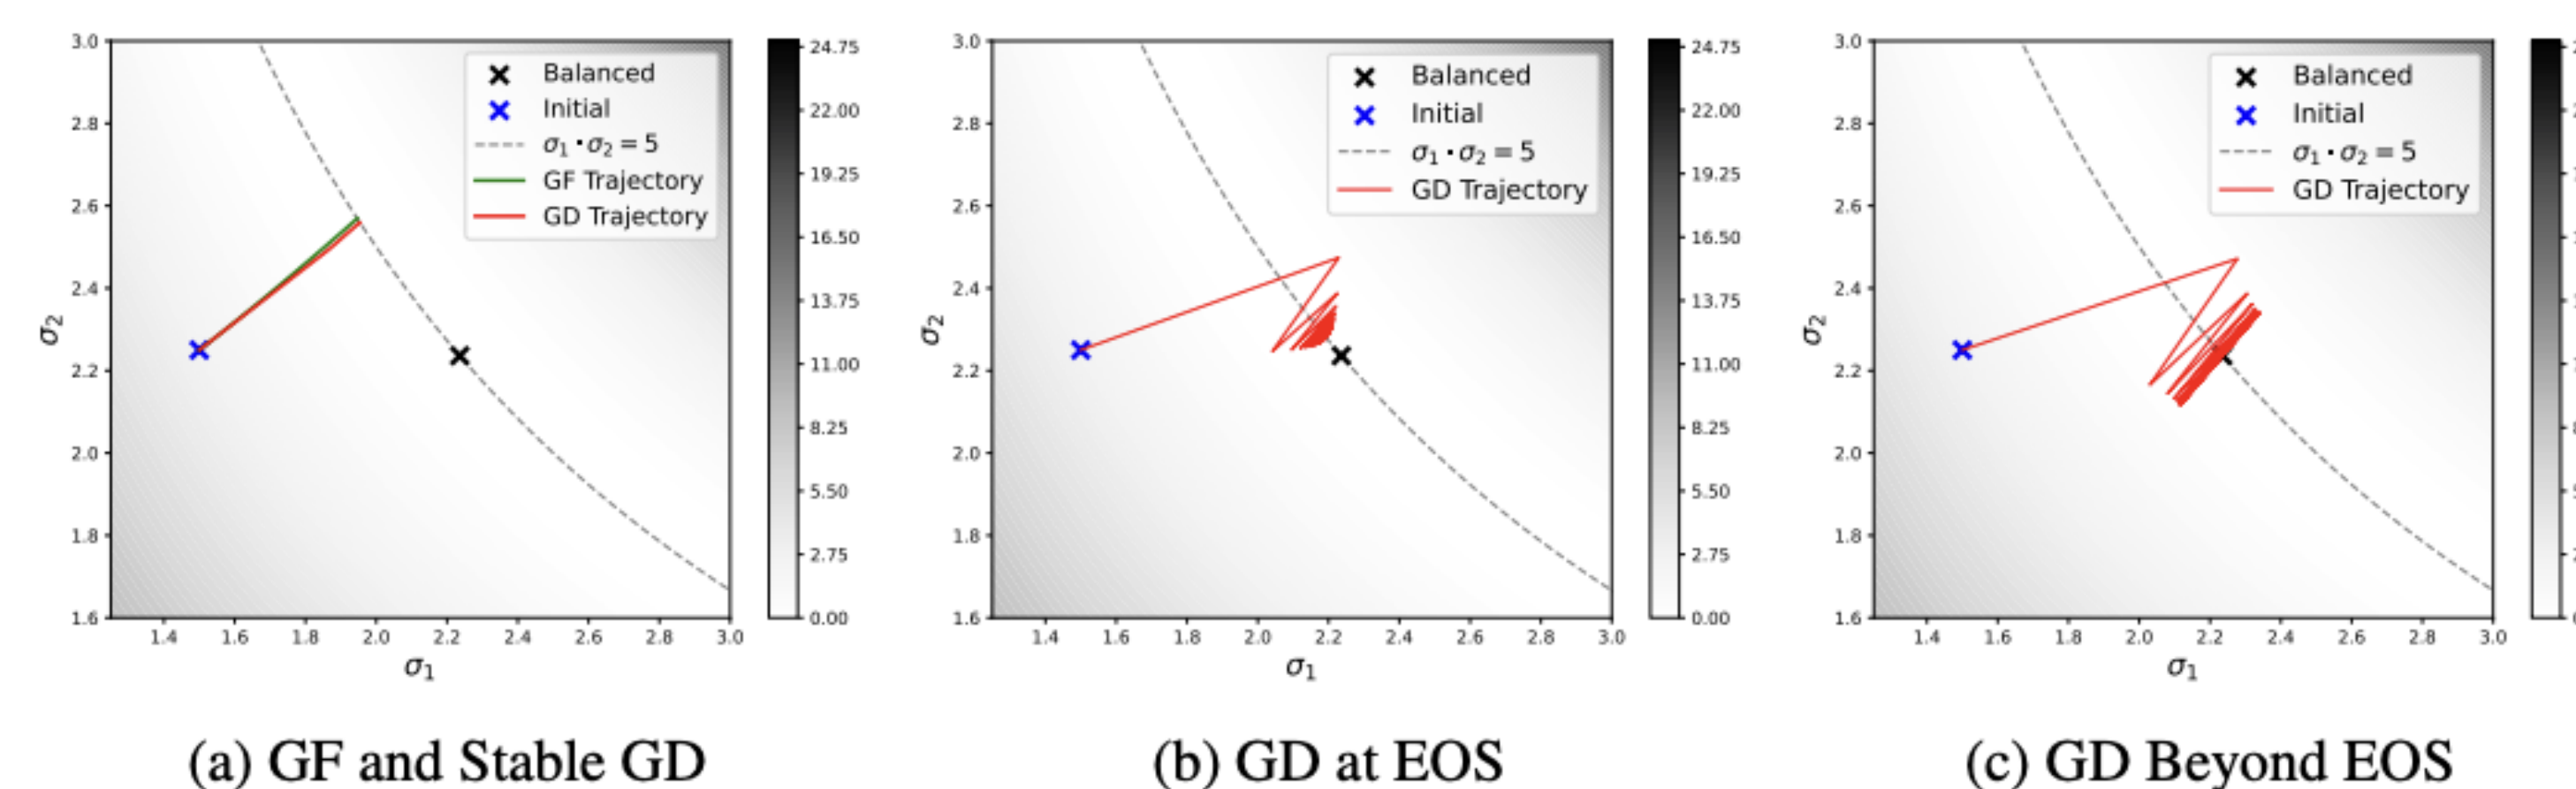 3.0
2.8
2.6
2.4
2.2
2.0
1.8
1.6
σ₂
1.4 1.6 1.8 2.0 2.2 2.4 2.6 2.8 3.0
σ₁
Balanced
Initial
σ₁ · σ₂ = 5
GF Trajectory
GD Trajectory
24.75
22.00
19.25
16.50
13.75
11.00
8.25
5.50
2.75
0.00
(a) GF and Stable GD
3.0
2.8
2.6
2.4
2.2
2.0
1.8
1.6
σ₂
1.4 1.6 1.8 2.0 2.2 2.4 2.6 2.8 3.0
σ₁
Balanced
Initial
σ₁ · σ₂ = 5
GD Trajectory
24.75
22.00
19.25
16.50
13.75
11.00
8.25
5.50
2.75
0.00
(b) GD at EOS
3.0
2.8
2.6
2.4
2.2
2.0
1.8
1.6
σ₂
1.4 1.6 1.8 2.0 2.2 2.4 2.6 2.8 3.0
σ₁
Balanced
Initial
σ₁ · σ₂ = 5
GD Trajectory
(c) GD Beyond EOS